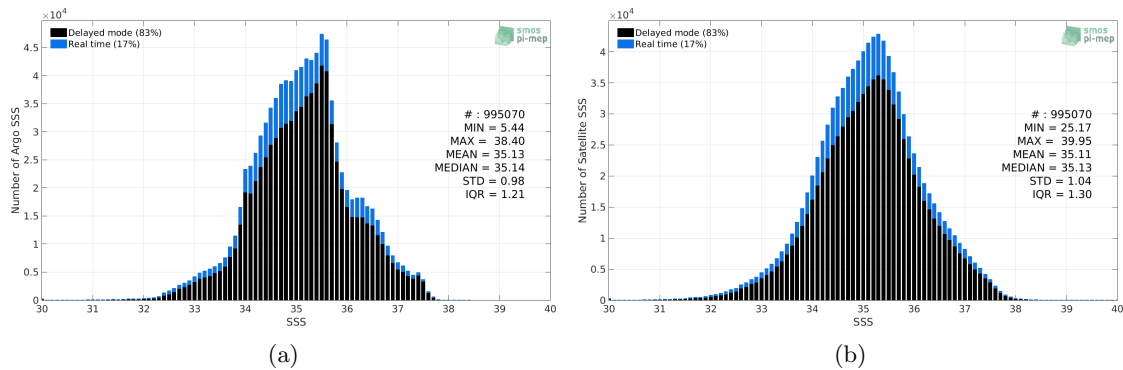 ×10⁴
Delayed mode (83%)
Real time (17%)
smos
pi-mep
# : 995070
MIN = 5.44
MAX = 38.40
MEAN = 35.13
MEDIAN = 35.14
STD = 0.98
IQR = 1.21
Number of Argo SSS
4.5
4
3.5
3
2.5
2
1.5
1
0.5
0
30 31 32 33 34 35 36 37 38 39 40
SSS
(a)
×10⁴
Delayed mode (83%)
Real time (17%)
smos
pi-mep
# : 995070
MIN = 25.17
MAX = 39.95
MEAN = 35.11
MEDIAN = 35.13
STD = 1.04
IQR = 1.30
Number of Satellite SSS
4
3.5
3
2.5
2
1.5
1
0.5
0
30 31 32 33 34 35 36 37 38 39 40
SSS
(b)